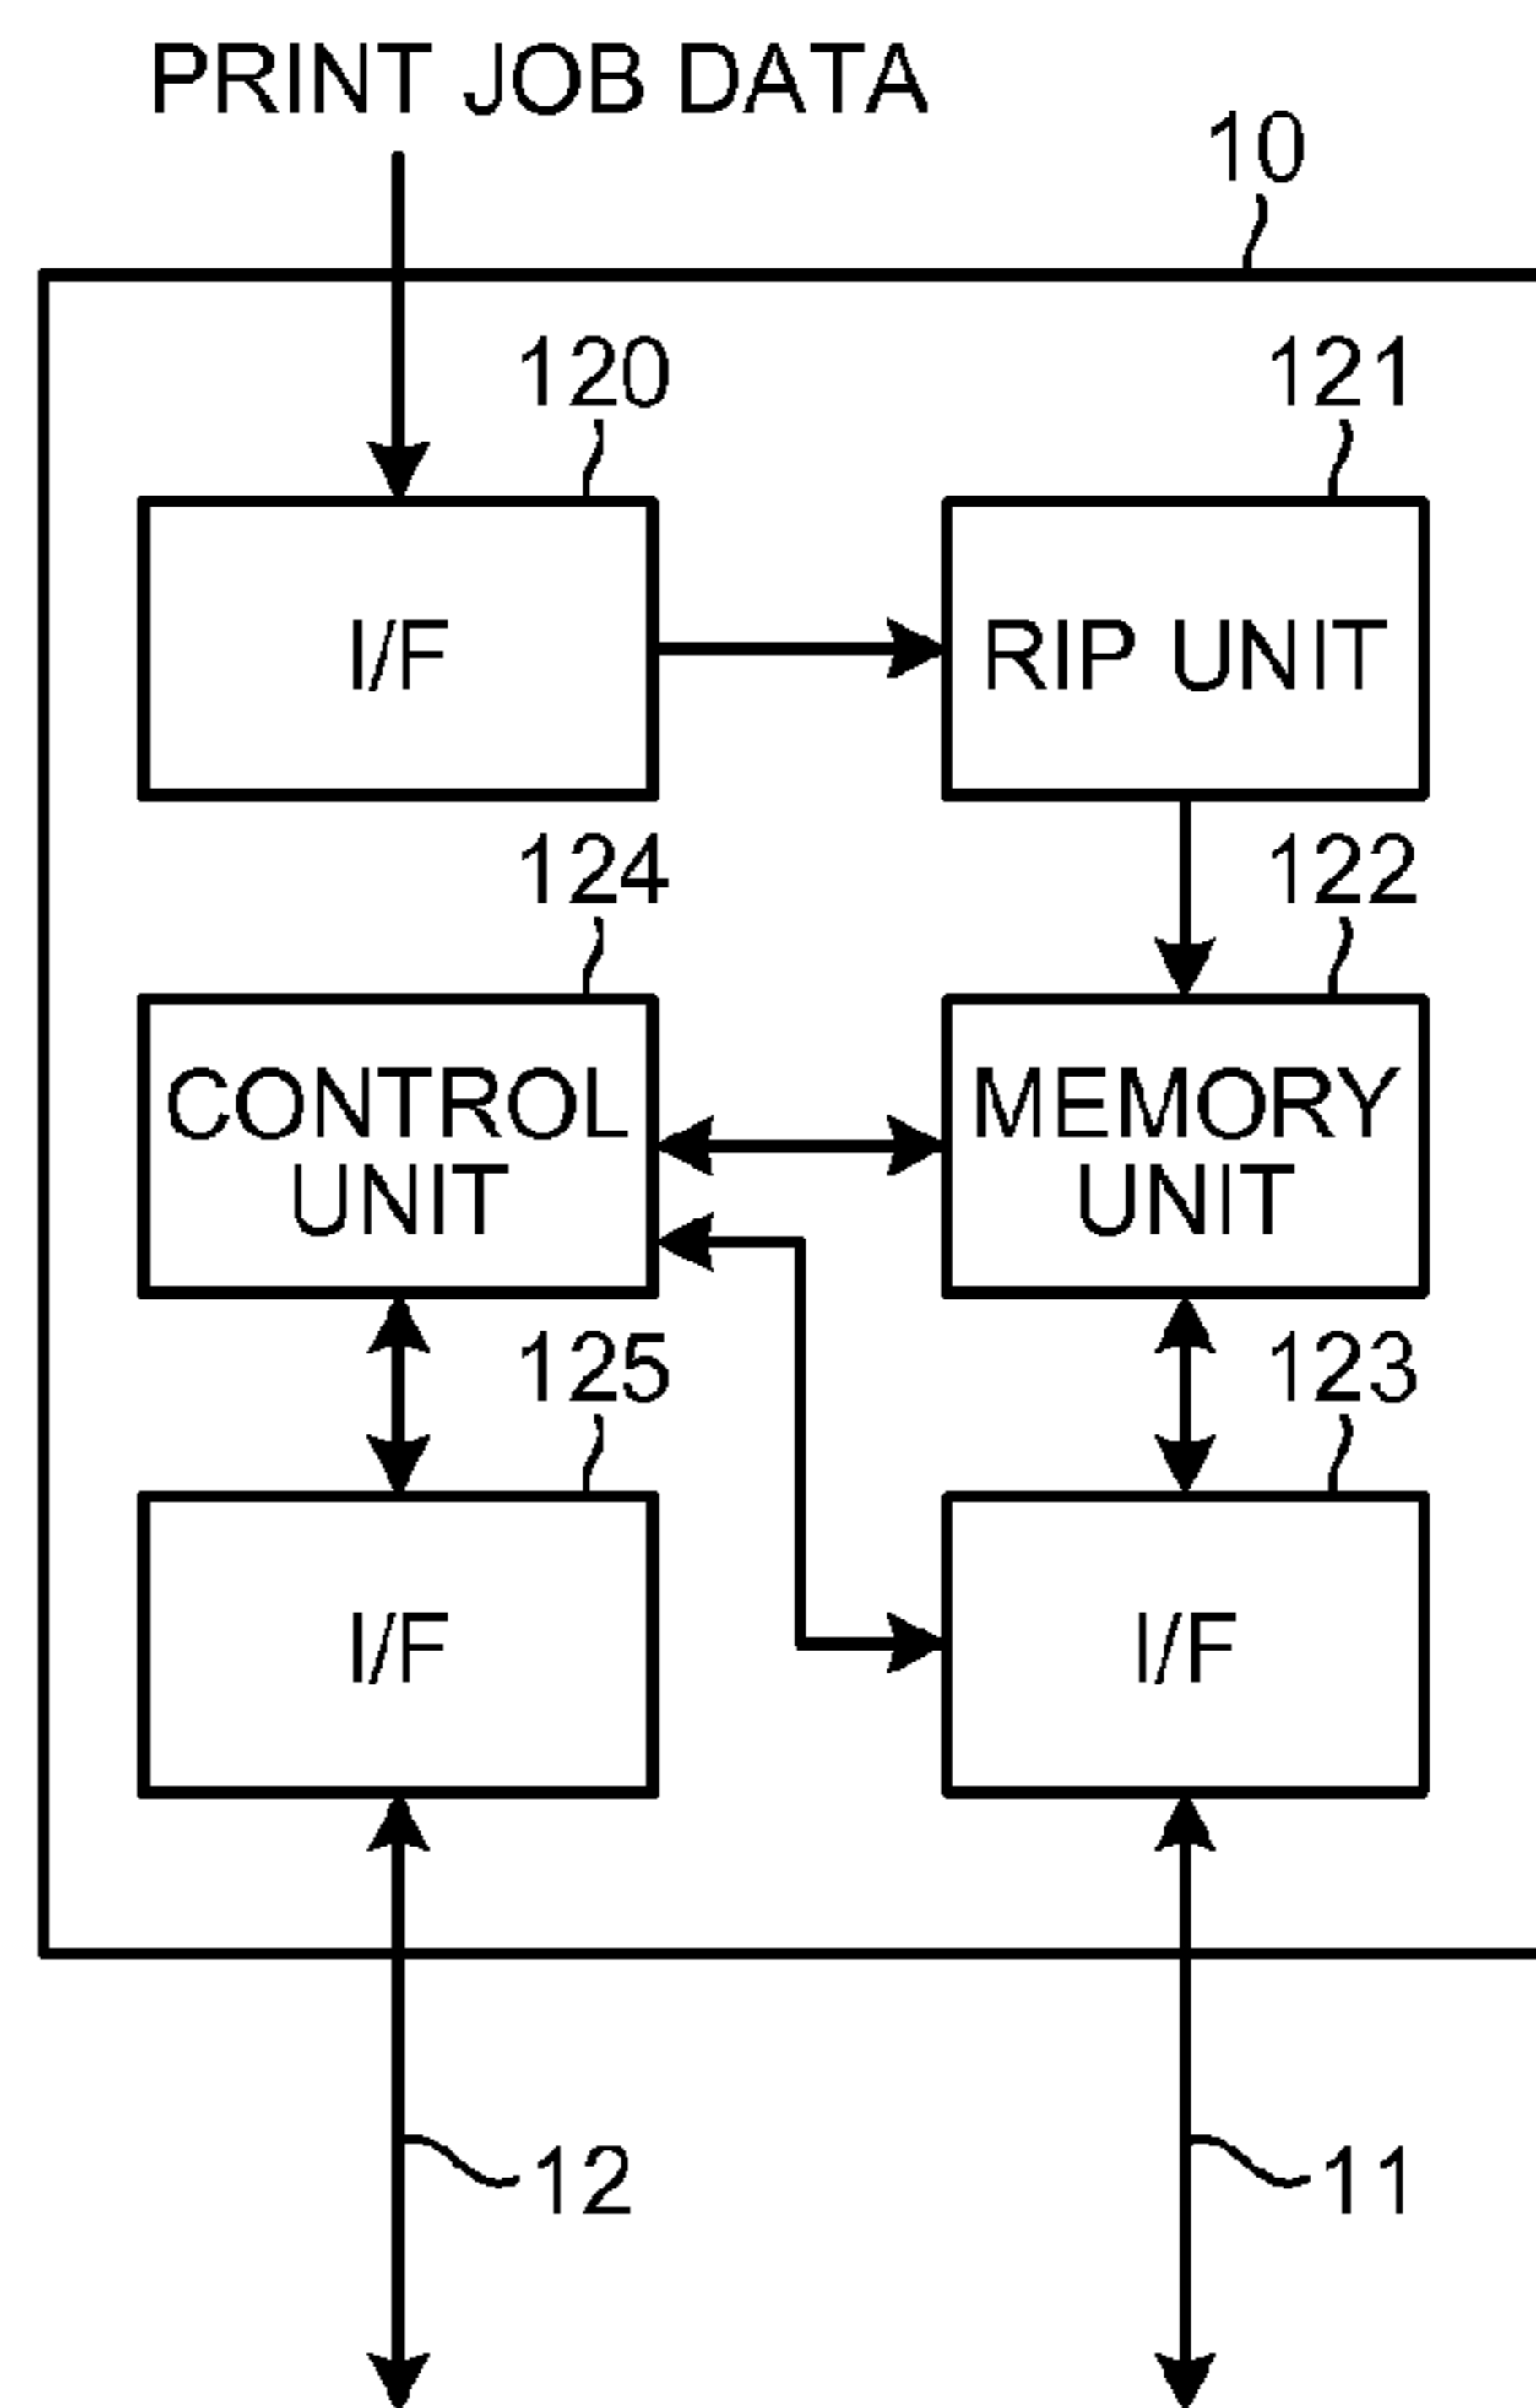 PRINT JOB DATA
10
120
121
I/F
RIP UNIT
124
122
CONTROL
UNIT
MEMORY
UNIT
125
123
I/F
I/F
12
11